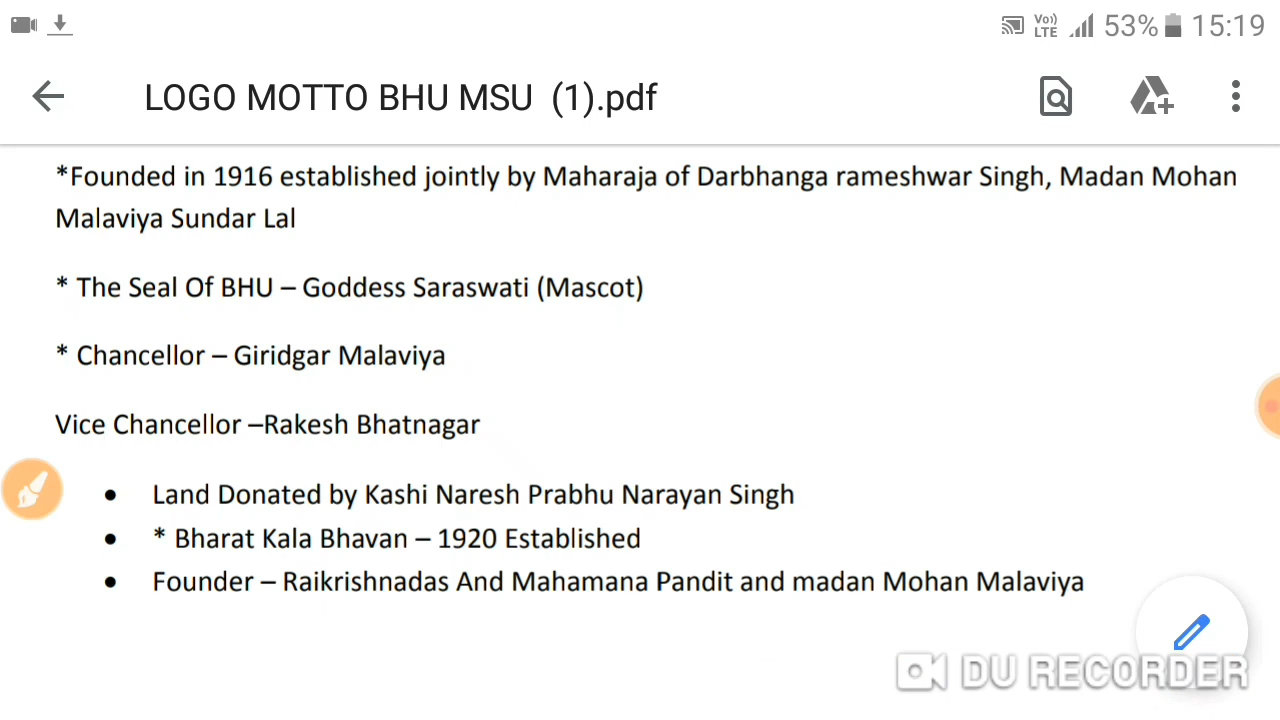 Vo)) LTE 53% 15:19
LOGO MOTTO BHU MSU (1).pdf
*Founded in 1916 established jointly by Maharaja of Darbhanga rameshwar Singh, Madan Mohan
Malaviya Sundar Lal
* The Seal Of BHU – Goddess Saraswati (Mascot)
* Chancellor – Giridgar Malaviya
Vice Chancellor –Rakesh Bhatnagar
• Land Donated by Kashi Naresh Prabhu Narayan Singh
• * Bharat Kala Bhavan – 1920 Established
• Founder – Raikrishnadas And Mahamana Pandit and madan Mohan Malaviya
DU RECORDER